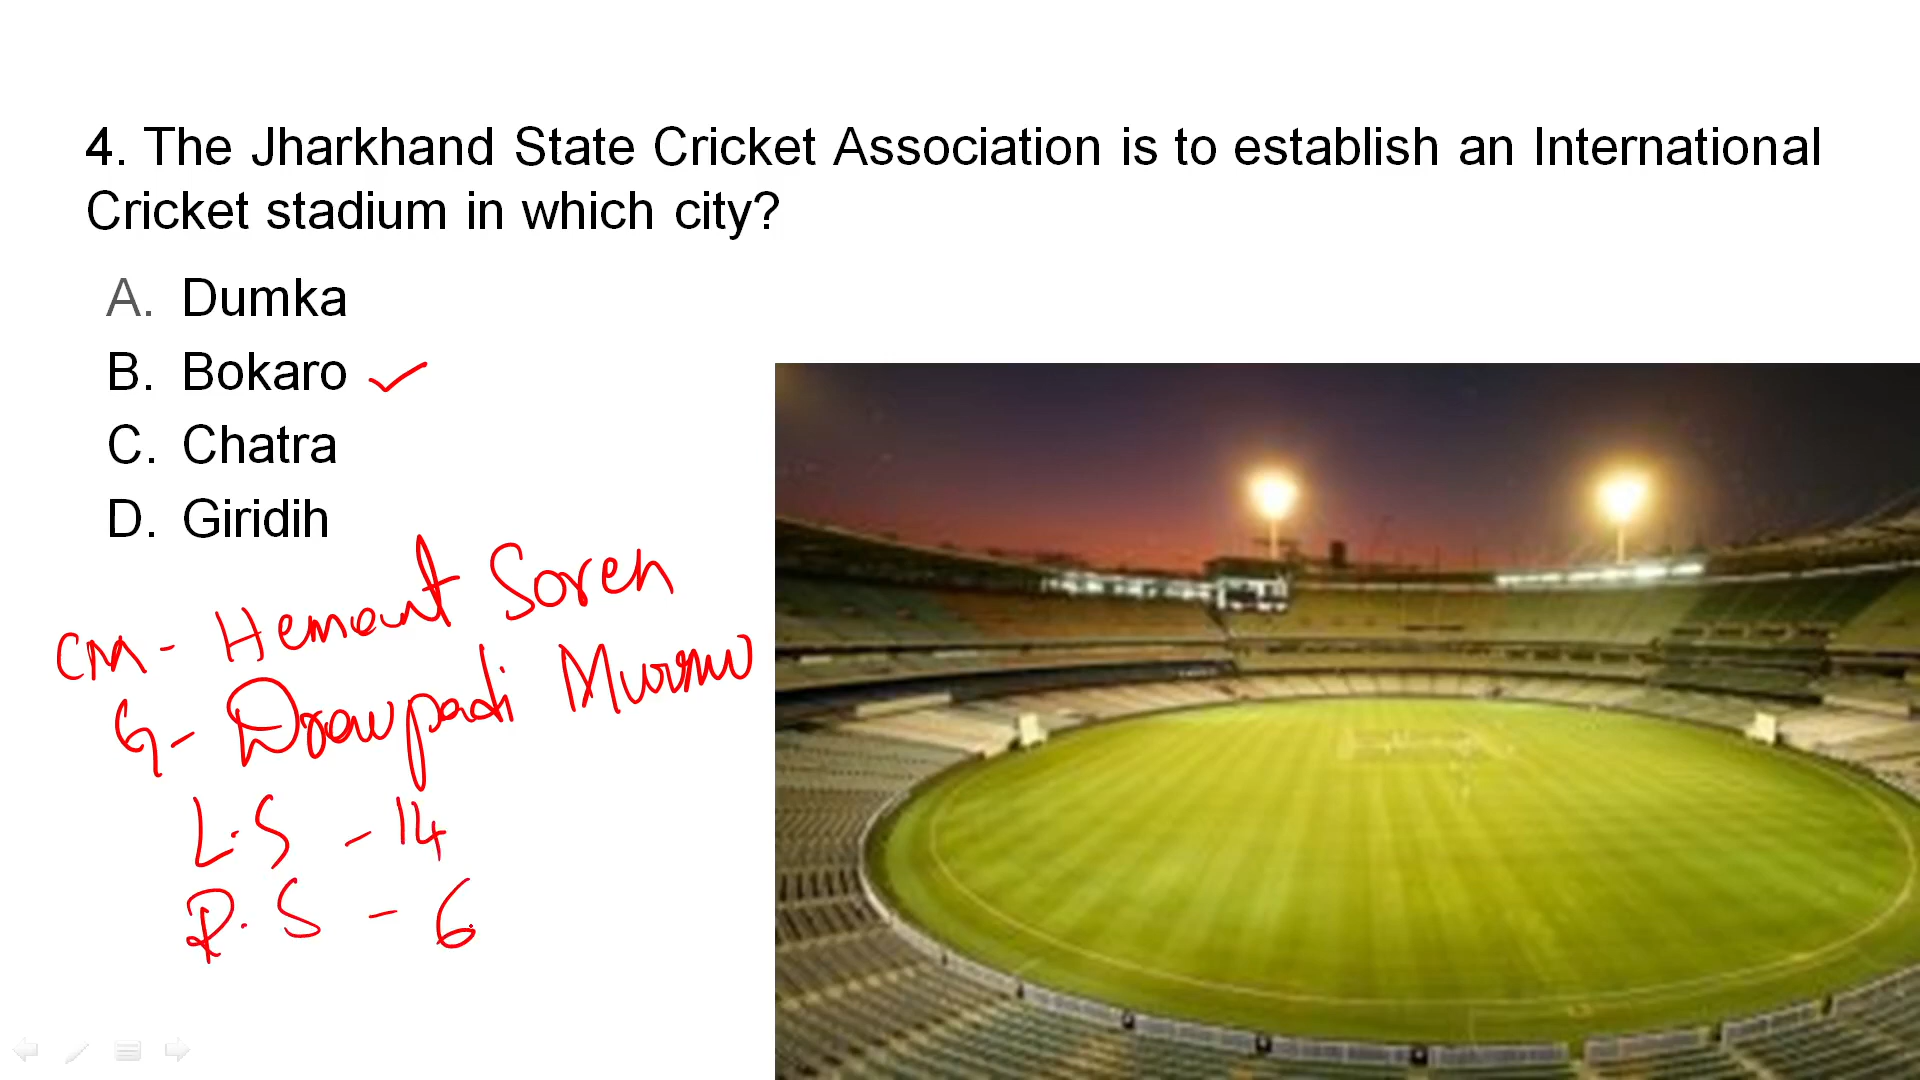 4. The Jharkhand State Cricket Association is to establish an International
Cricket stadium in which city?
A. Dumka
B. Bokaro
C. Chatra
D. Giridih
CM - Hemant Soren
G - Draupadi Murmu
L.S - 14
R.S - 6